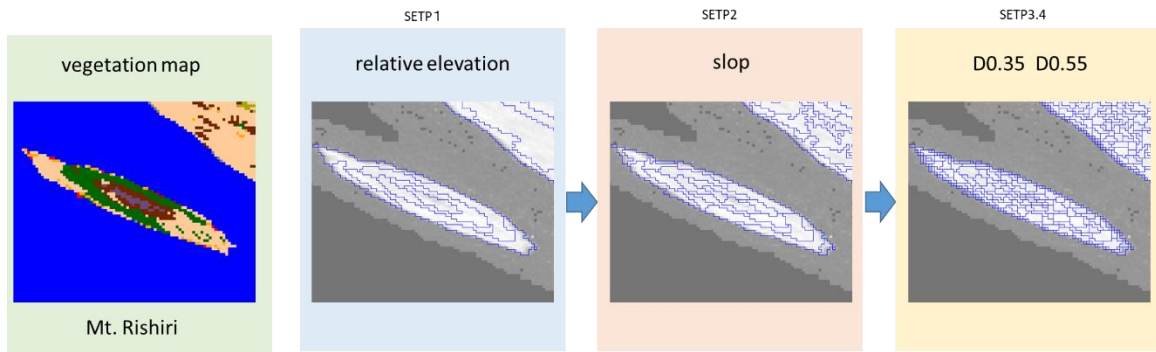 SETP1
SETP2
SETP3.4
vegetation map
relative elevation
slop
D0.35 D0.55
Mt. Rishiri